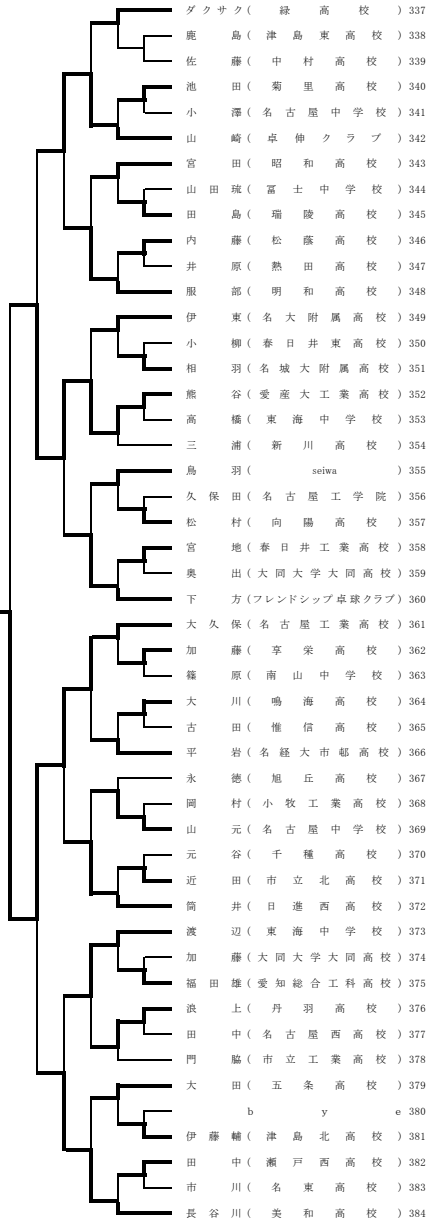 ダクサク(緑高校) 337
鹿島(津島東高校) 338
佐藤(中村高校) 339
池田(菊里高校) 340
小澤(名古屋中学校) 341
山崎(卓伸クラブ) 342
宮田(昭和高校) 343
山田琉(冨士中学校) 344
田島(瑞陵高校) 345
内藤(松蔭高校) 346
井原(熱田高校) 347
服部(明和高校) 348
伊東(名大附属高校) 349
小柳(春日井東高校) 350
相羽(名城大附属高校) 351
熊谷(愛産大工業高校) 352
高橋(東海中学校) 353
三浦(新川高校) 354
鳥羽(seiwa) 355
久保田(名古屋工学院) 356
松村(向陽高校) 357
宮地(春日井工業高校) 358
奥出(大同大学大同高校) 359
下方(フレンドシップ卓球クラブ) 360
大久保(名古屋工業高校) 361
加藤(享栄高校) 362
篠原(南山中学校) 363
大川(鳴海高校) 364
古田(惟信高校) 365
平岩(名経大市邨高校) 366
永徳(旭丘高校) 367
岡村(小牧工業高校) 368
山元(名古屋中学校) 369
元谷(千種高校) 370
近田(市立北高校) 371
筒井(日進西高校) 372
渡辺(東海中学校) 373
加藤(大同大学大同高校) 374
福田雄(愛知総合工科高校) 375
浪上(丹羽高校) 376
田中(名古屋西高校) 377
門脇(市立工業高校) 378
大田(五条高校) 379
bye 380
伊藤輔(津島北高校) 381
田中(瀬戸西高校) 382
市川(名東高校) 383
長谷川(美和高校) 384